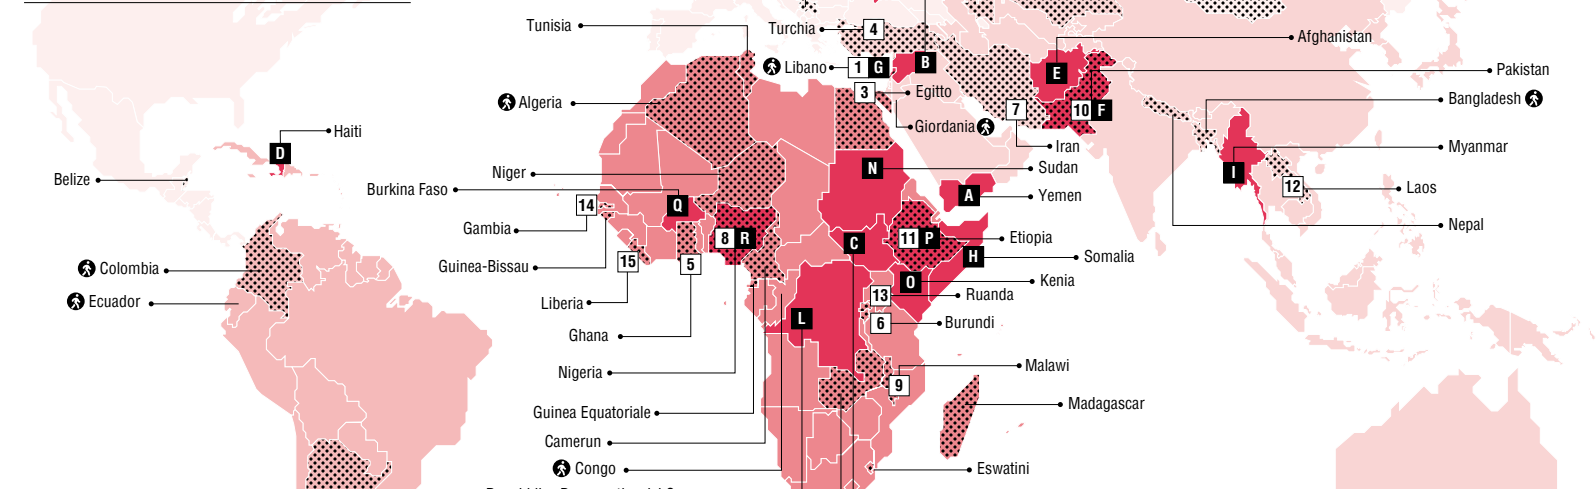 Tunisia
Turchia 4
Afghanistan
1 G
Libano
B
E
Pakistan
Algeria
3
Egitto
7
10 F
Bangladesh
Giordania
Haiti
D
Iran
Myanmar
Niger
N
Sudan
I
Belize
Burkina Faso
Q
A
Yemen
12
Laos
14
Gambia
Nepal
8 R
C
11 P
Etiopia
H
Somalia
Colombia
Guinea-Bissau
15
5
O
Kenia
Ecuador
Liberia
13
Ruanda
L
6
Burundi
Ghana
Malawi
Nigeria
9
Madagascar
Guinea Equatoriale
Camerun
Congo
Eswatini